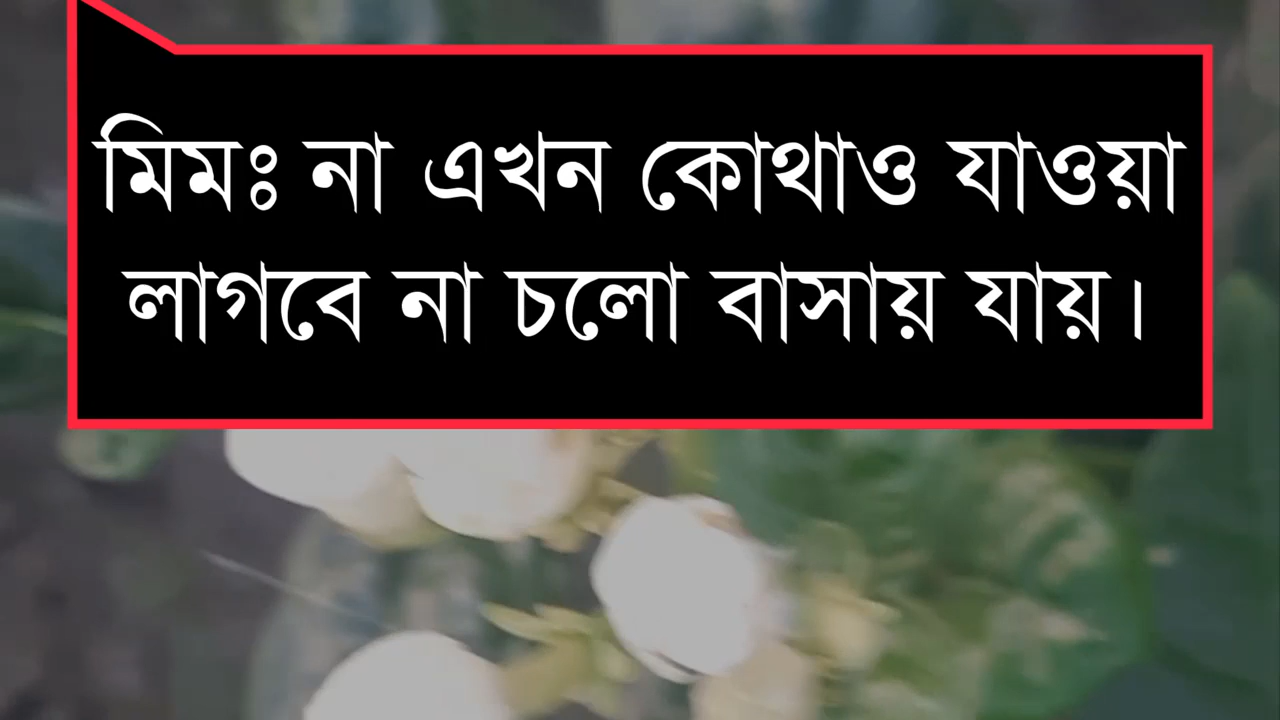 মিমঃ না এখন কোথাও যাওয়া
লাগবে না চলো বাসায় যায়।